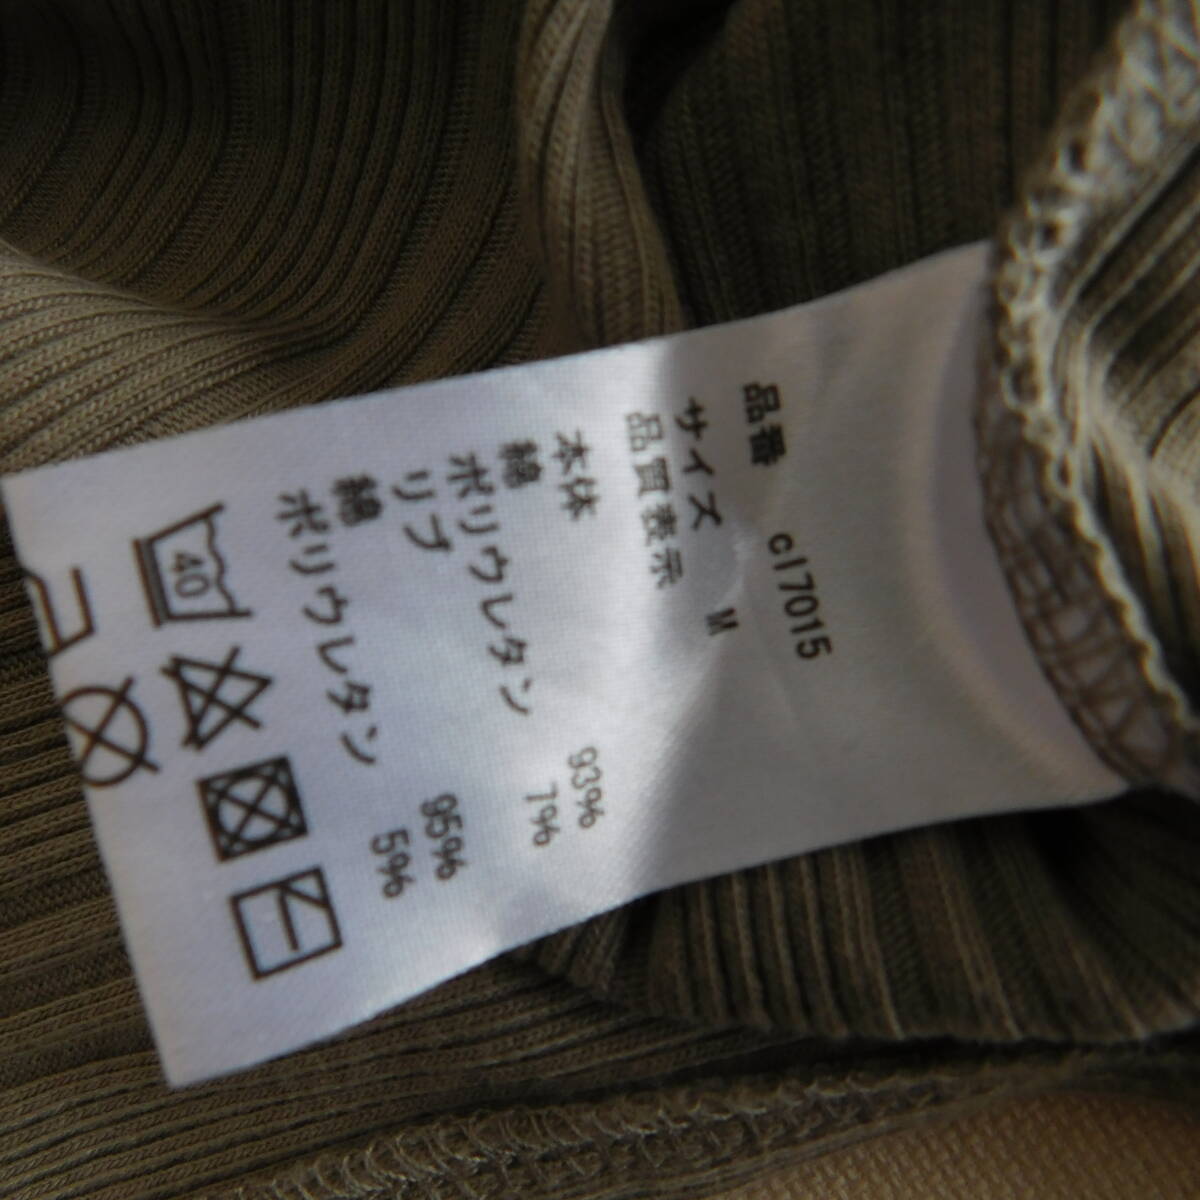 品番 cl7015
サイズ M
品質表示
本体
綿 93%
ポリウレタン 7%
リブ
綿 95%
ポリウレタン 5%
40